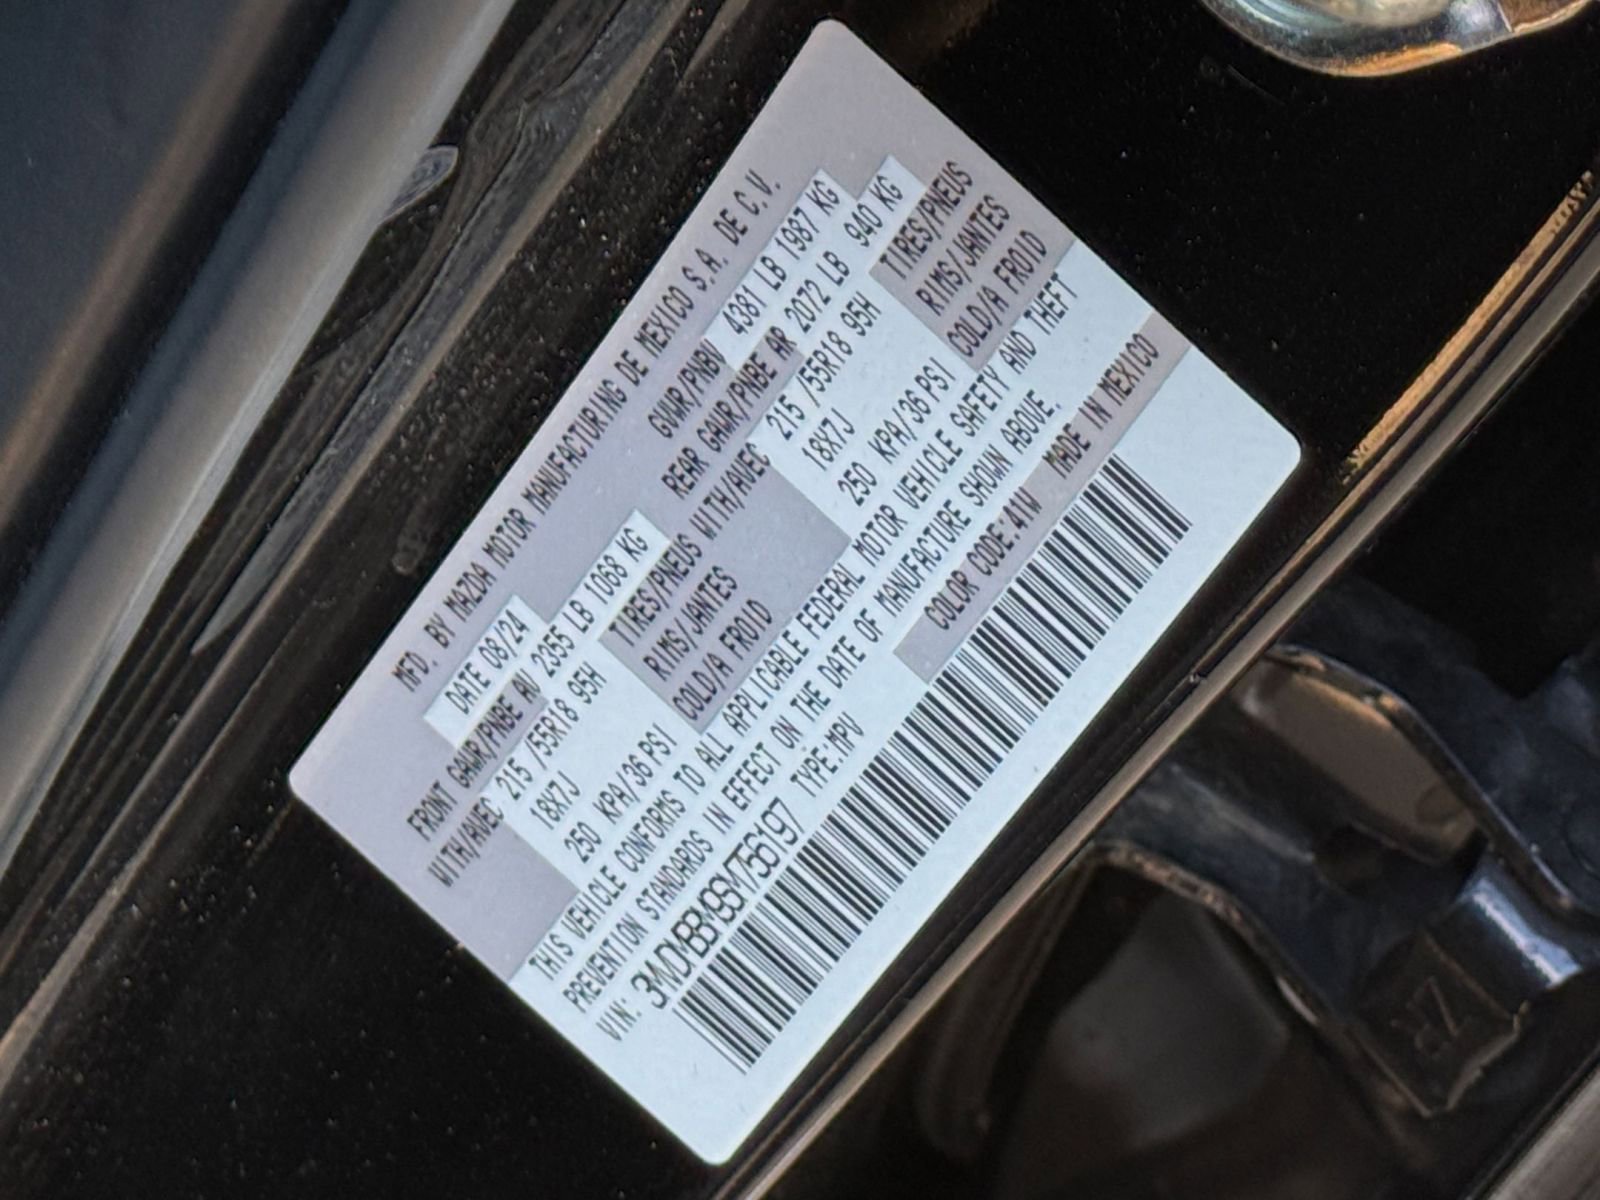 MFD. BY MAZDA MOTOR MANUFACTURING DE MEXICO S.A. DE C.V.
DATE 08/24 GVWR/PNBV 4381 LB 1987 KG
FRONT GAWR/PNBE AV 2355 LB 1068 KG REAR GAWR/PNBE AR 2072 LB 940 KG
WITH/AVEC 215 /55R18 95H TIRES/PNEUS WITH/AVEC 215 /55R18 95H TIRES/PNEUS
18X7J RIMS/JANTES 18X7J RIMS/JANTES
250 KPA/36 PSI COLD/A FROID 250 KPA/36 PSI COLD/A FROID
THIS VEHICLE CONFORMS TO ALL APPLICABLE FEDERAL MOTOR VEHICLE SAFETY AND THEFT
PREVENTION STANDARDS IN EFFECT ON THE DATE OF MANUFACTURE SHOWN ABOVE.
VIN: 3MVDMBBM9SM756197 TYPE:MPV COLOR CODE:41W MADE IN MEXICO